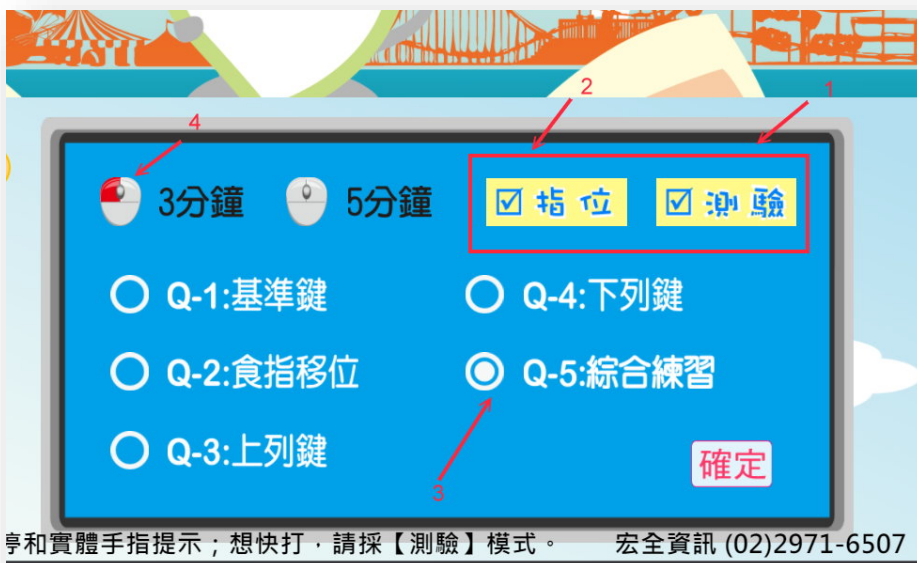 2
1
4
3分鐘
5分鐘
指位
測驗
Q-1:基準鍵
Q-4:下列鍵
Q-2:食指移位
Q-5:綜合練習
Q-3:上列鍵
3
確定
和實體手指提示；想快打，請採【測驗】模式。 宏全資訊 (02)2971-6507